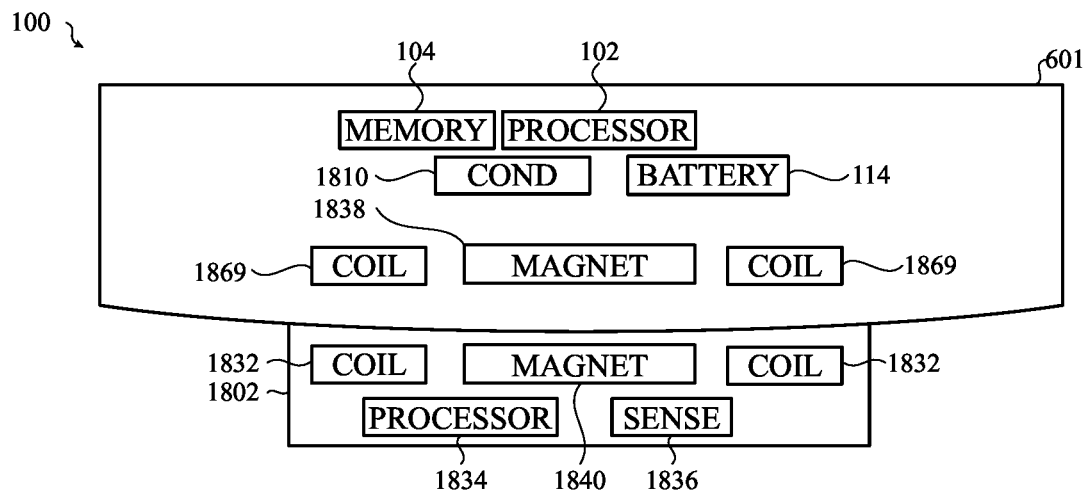 100
104
102
601
MEMORY PROCESSOR
1810 COND BATTERY 114
1838
1869 COIL MAGNET COIL 1869
1832 COIL MAGNET COIL 1832
1802
PROCESSOR SENSE
1834 1840 1836